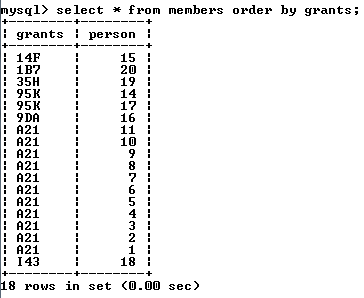 mysql> select * from members order by grants;
+--------+--------+
| grants | person |
+--------+--------+
| 14F    |     15 |
| 1B7    |     20 |
| 35H    |     19 |
| 95K    |     14 |
| 95K    |     17 |
| 9DA    |     16 |
| A21    |     11 |
| A21    |     10 |
| A21    |      9 |
| A21    |      8 |
| A21    |      7 |
| A21    |      6 |
| A21    |      5 |
| A21    |      4 |
| A21    |      3 |
| A21    |      2 |
| A21    |      1 |
| I43    |     18 |
+--------+--------+
18 rows in set (0.00 sec)